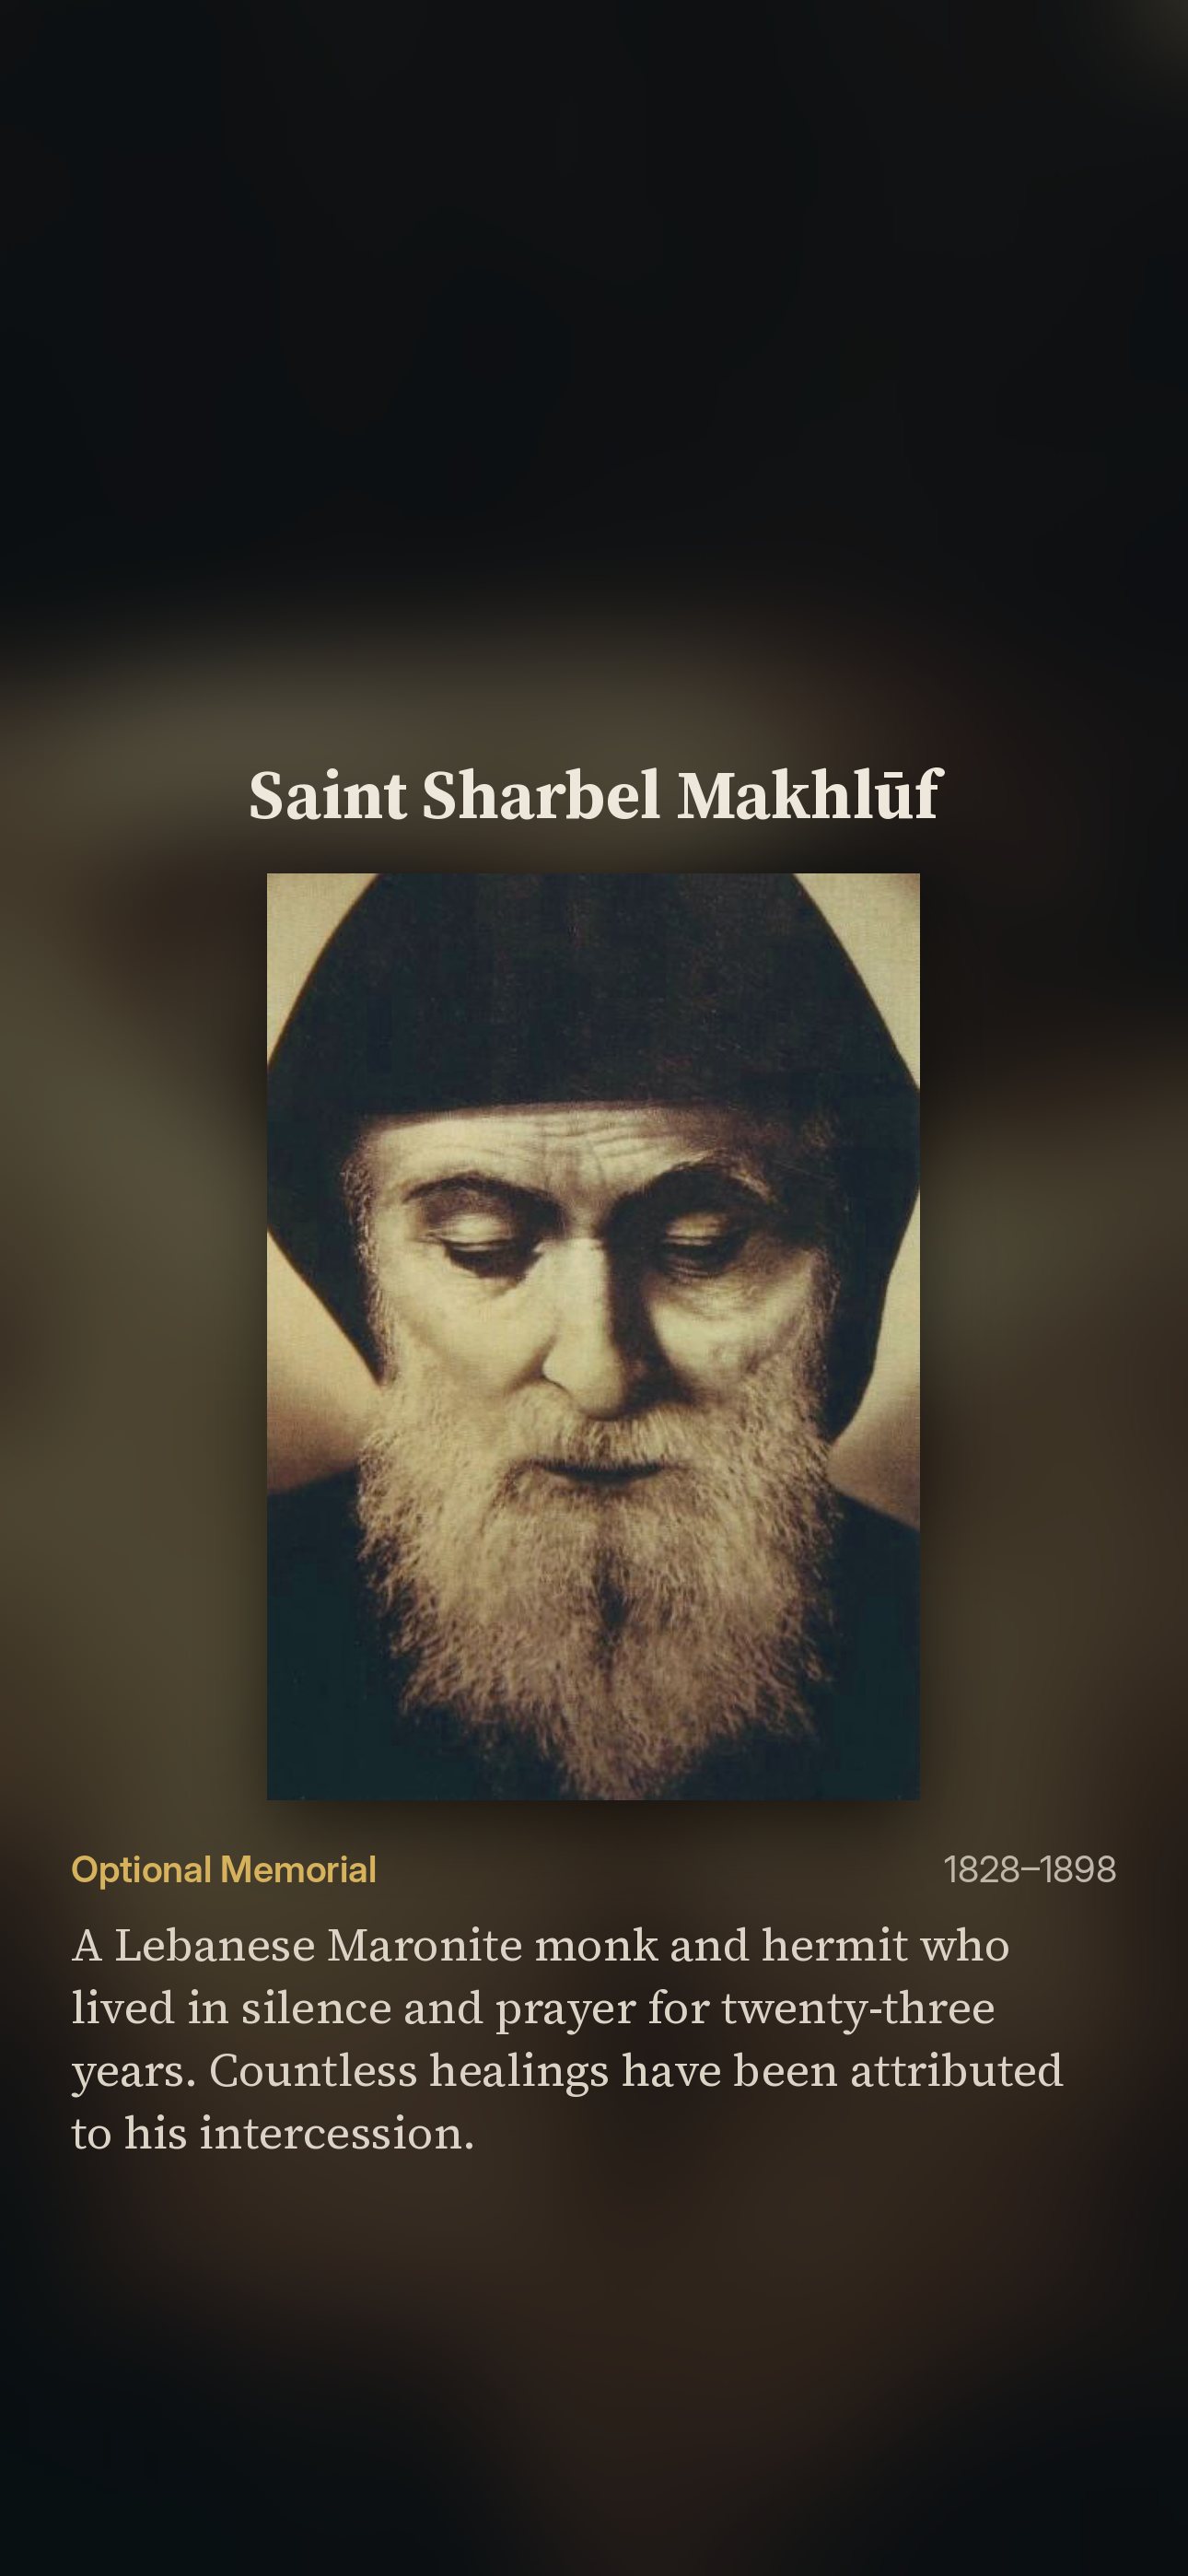 Saint Sharbel Makhlūf
Optional Memorial
1828–1898
A Lebanese Maronite monk and hermit who
lived in silence and prayer for twenty-three
years. Countless healings have been attributed
to his intercession.